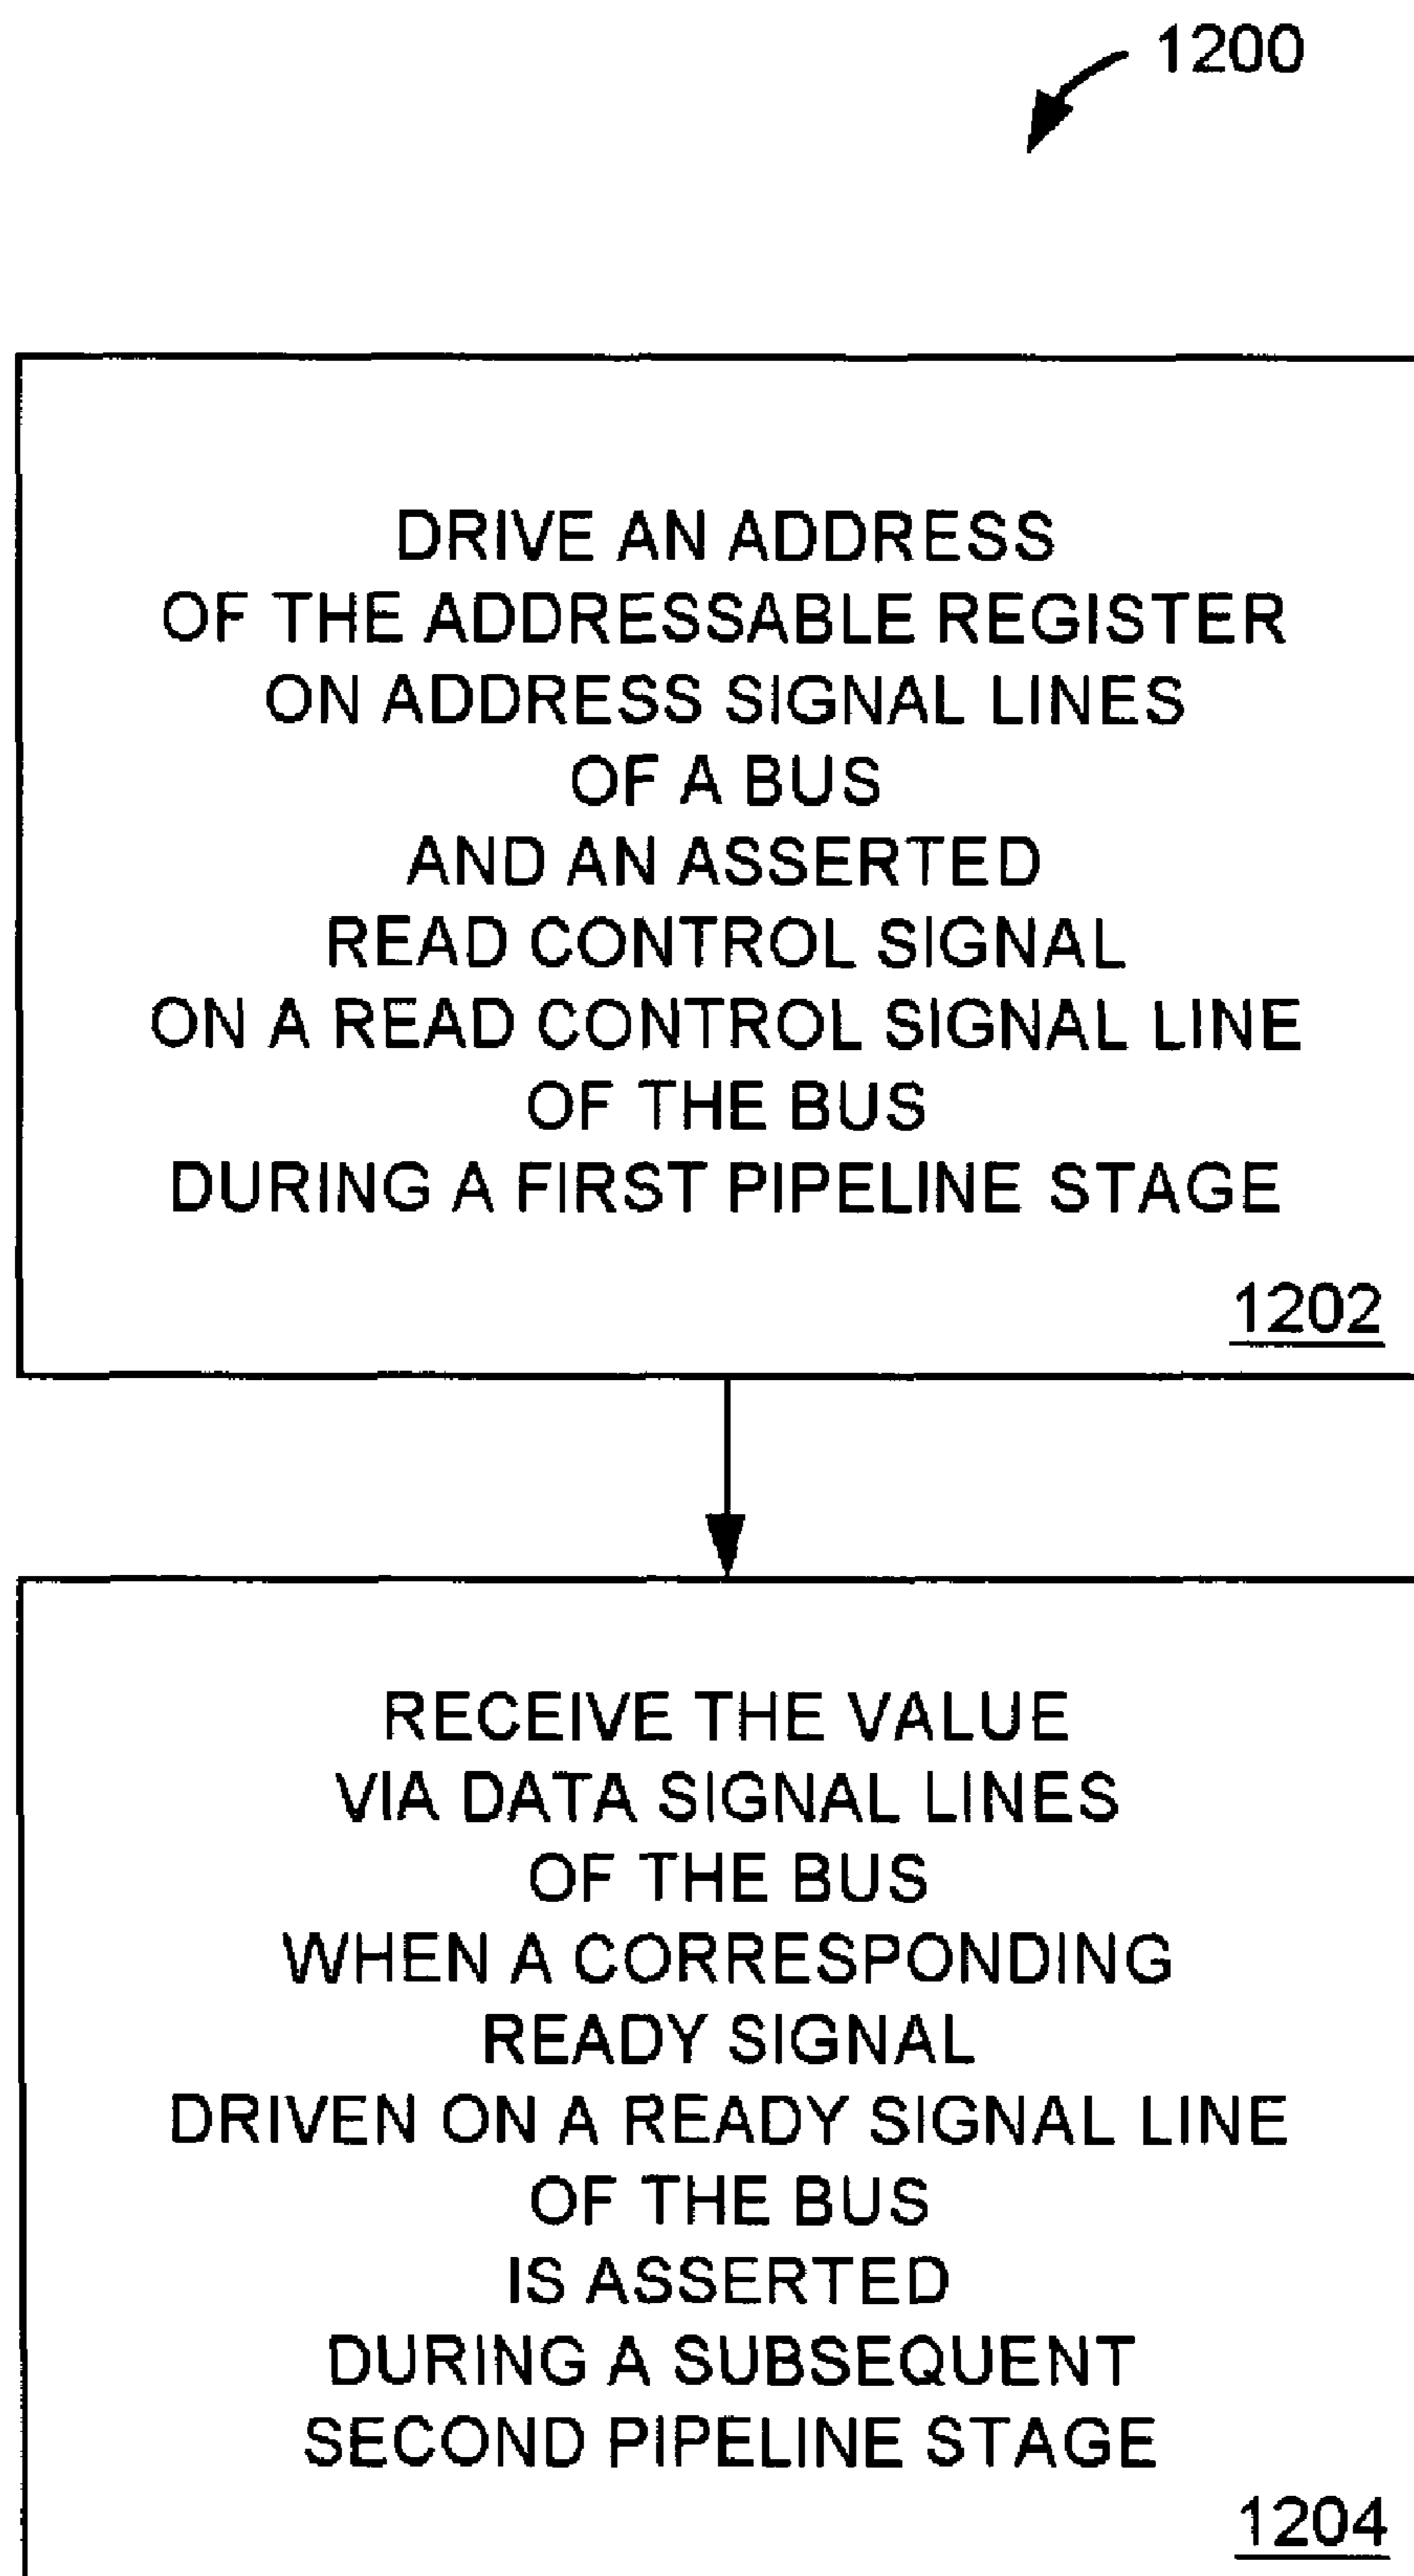 1200
DRIVE AN ADDRESS
OF THE ADDRESSABLE REGISTER
ON ADDRESS SIGNAL LINES
OF A BUS
AND AN ASSERTED
READ CONTROL SIGNAL
ON A READ CONTROL SIGNAL LINE
OF THE BUS
DURING A FIRST PIPELINE STAGE
1202
RECEIVE THE VALUE
VIA DATA SIGNAL LINES
OF THE BUS
WHEN A CORRESPONDING
READY SIGNAL
DRIVEN ON A READY SIGNAL LINE
OF THE BUS
IS ASSERTED
DURING A SUBSEQUENT
SECOND PIPELINE STAGE
1204